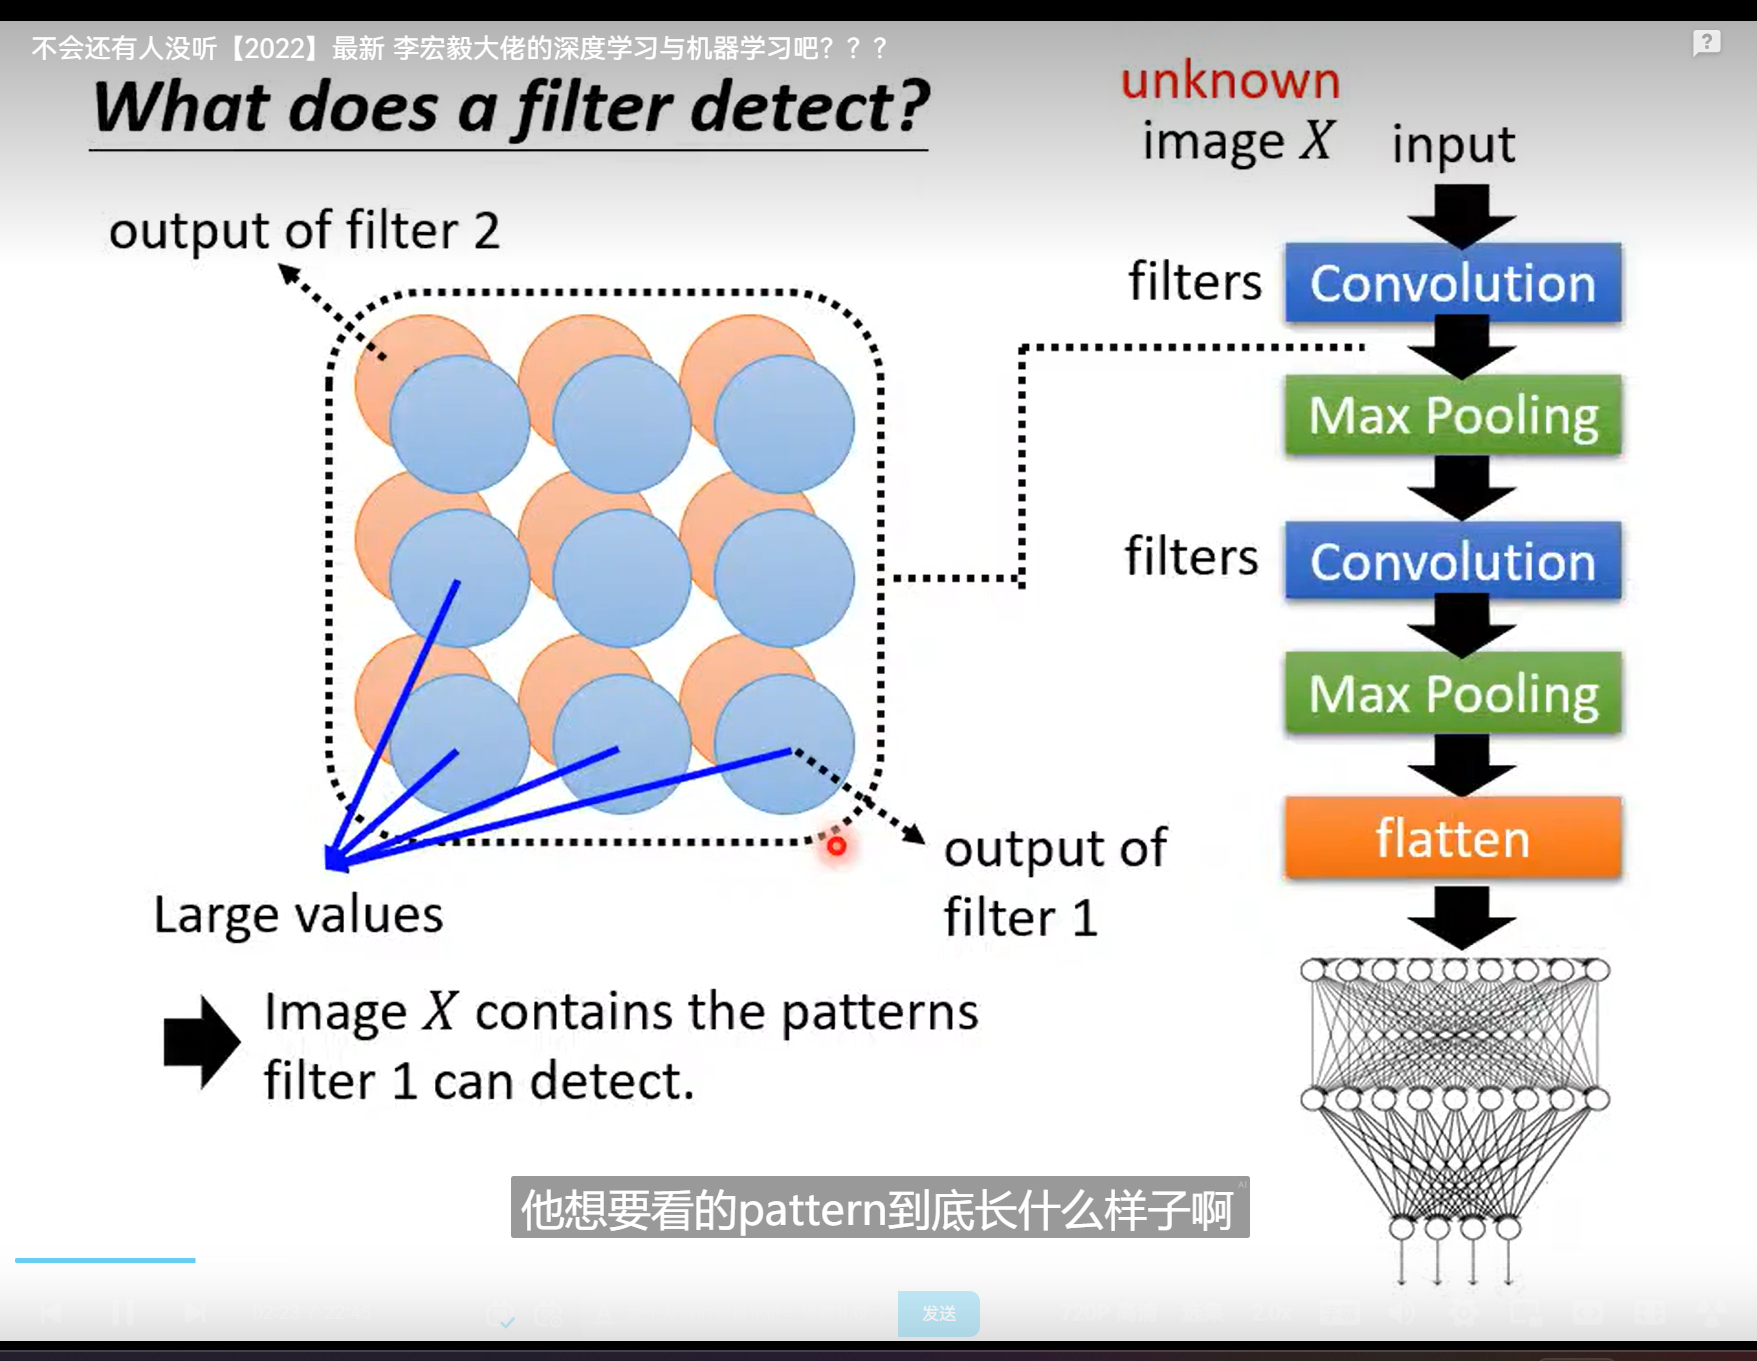 不会还有人没听【2022】最新 李宏毅大佬的深度学习与机器学习吧？？？
What does a filter detect?
unknown
image X
input
output of filter 2
filters
Convolution
Max Pooling
filters
Convolution
Max Pooling
flatten
output of
filter 1
Large values
Image X contains the patterns
filter 1 can detect.
他想要看的pattern到底长什么样子啊
AI
发送